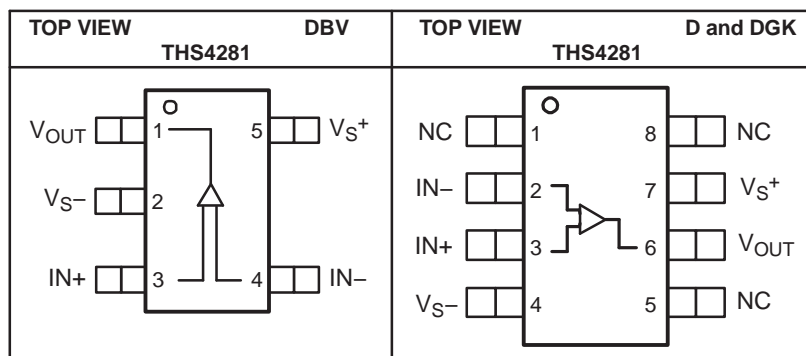 TOP VIEW DBV
THS4281
VOUT 1 5 VS+
VS− 2
IN+ 3 4 IN−
TOP VIEW D and DGK
THS4281
NC 1 8 NC
IN− 2 7 VS+
IN+ 3 6 VOUT
VS− 4 5 NC